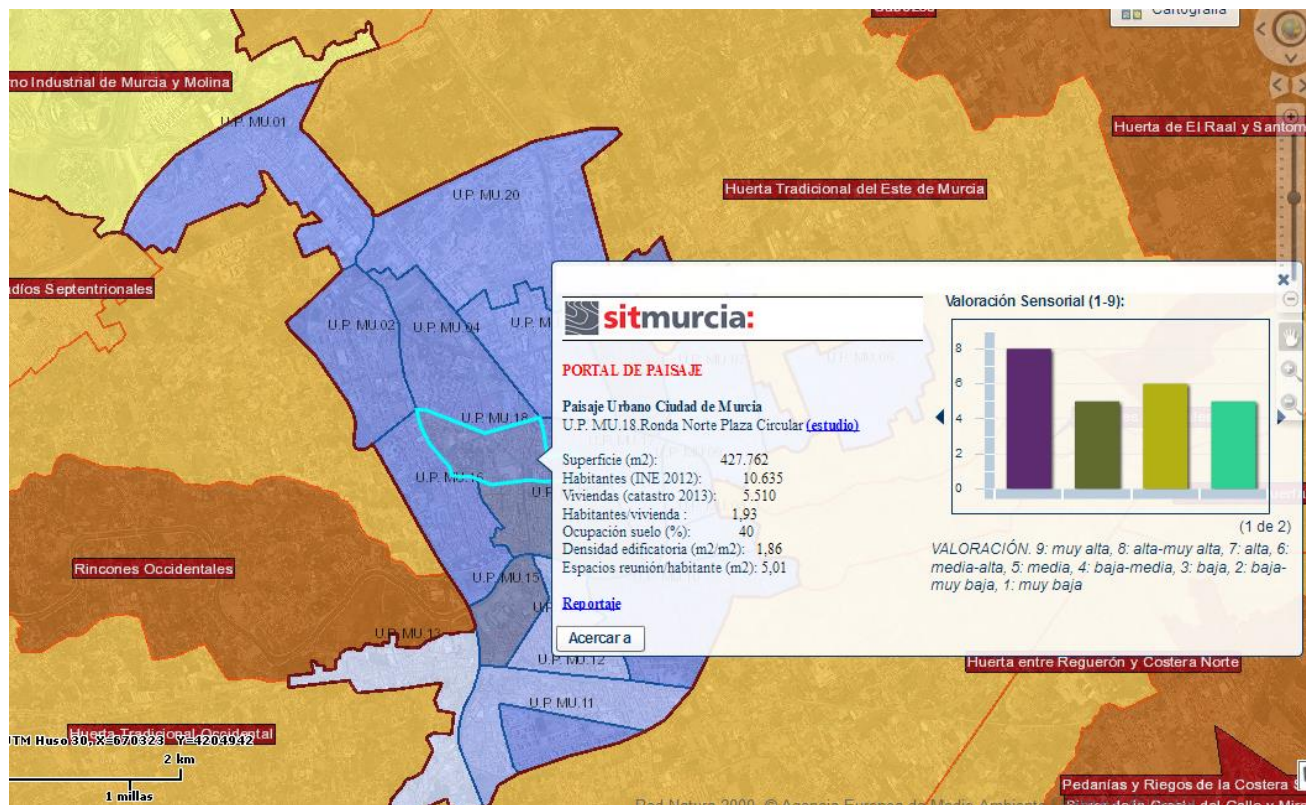 Cartografía
no Industrial de Murcia y Molina
U.P. MU.01
Huerta de El Raal y Santom
Huerta Tradicional del Este de Murcia
U.P. MU.20
díos Septentrionales
U.P. MU.02
U.P. MU.04
U.P. M
sitmurcia:
PORTAL DE PAISAJE
Paisaje Urbano Ciudad de Murcia
U.P. MU.18.Ronda Norte Plaza Circular (estudio)
Superficie (m2): 427.762
Habitantes (INE 2012): 10.635
Viviendas (catastro 2013): 5.510
Habitantes/vivienda : 1,93
Ocupación suelo (%): 40
Densidad edificatoria (m2/m2): 1,86
Espacios reunión/habitante (m2): 5,01
Reportaje
Acercar a
Valoración Sensorial (1-9):
8
6
4
2
0
(1 de 2)
VALORACIÓN. 9: muy alta, 8: alta-muy alta, 7: alta, 6:
media-alta, 5: media, 4: baja-media, 3: baja, 2: baja-
muy baja, 1: muy baja
U.P. MU.18
U.P. MU.16
Rincones Occidentales
U.P. MU.15
U.P. MU.13
U.P. MU.12
Huerta entre Reguerón y Costera Norte
U.P. MU.11
Huerta Tradicional Occidental
UTM Huso 30, X=670323 Y=4204942
2 km
1 millas
Pedanías y Riegos de la Costera S
Red Natura 2000. © Agencia Europea de Medio Ambiente